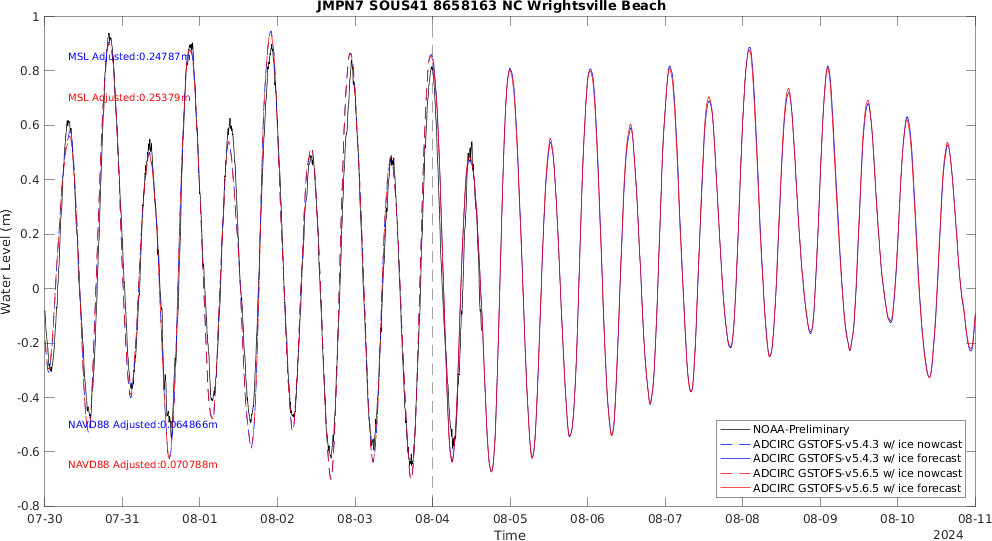 JMPN7 SOUS41 8658163 NC Wrightsville Beach
1
0.8
0.6
0.4
0.2
0
-0.2
-0.4
-0.6
-0.8
Water Level (m)
MSL Adjusted:0.24787m
MSL Adjusted:0.25379m
NAVD88 Adjusted:0.064866m
NAVD88 Adjusted:0.070788m
NOAA-Preliminary
ADCIRC GSTOFS-v5.4.3 w/ ice nowcast
ADCIRC GSTOFS-v5.4.3 w/ ice forecast
ADCIRC GSTOFS-v5.6.5 w/ ice nowcast
ADCIRC GSTOFS-v5.6.5 w/ ice forecast
07-30 07-31 08-01 08-02 08-03 08-04 08-05 08-06 08-07 08-08 08-09 08-10 08-11
Time
2024